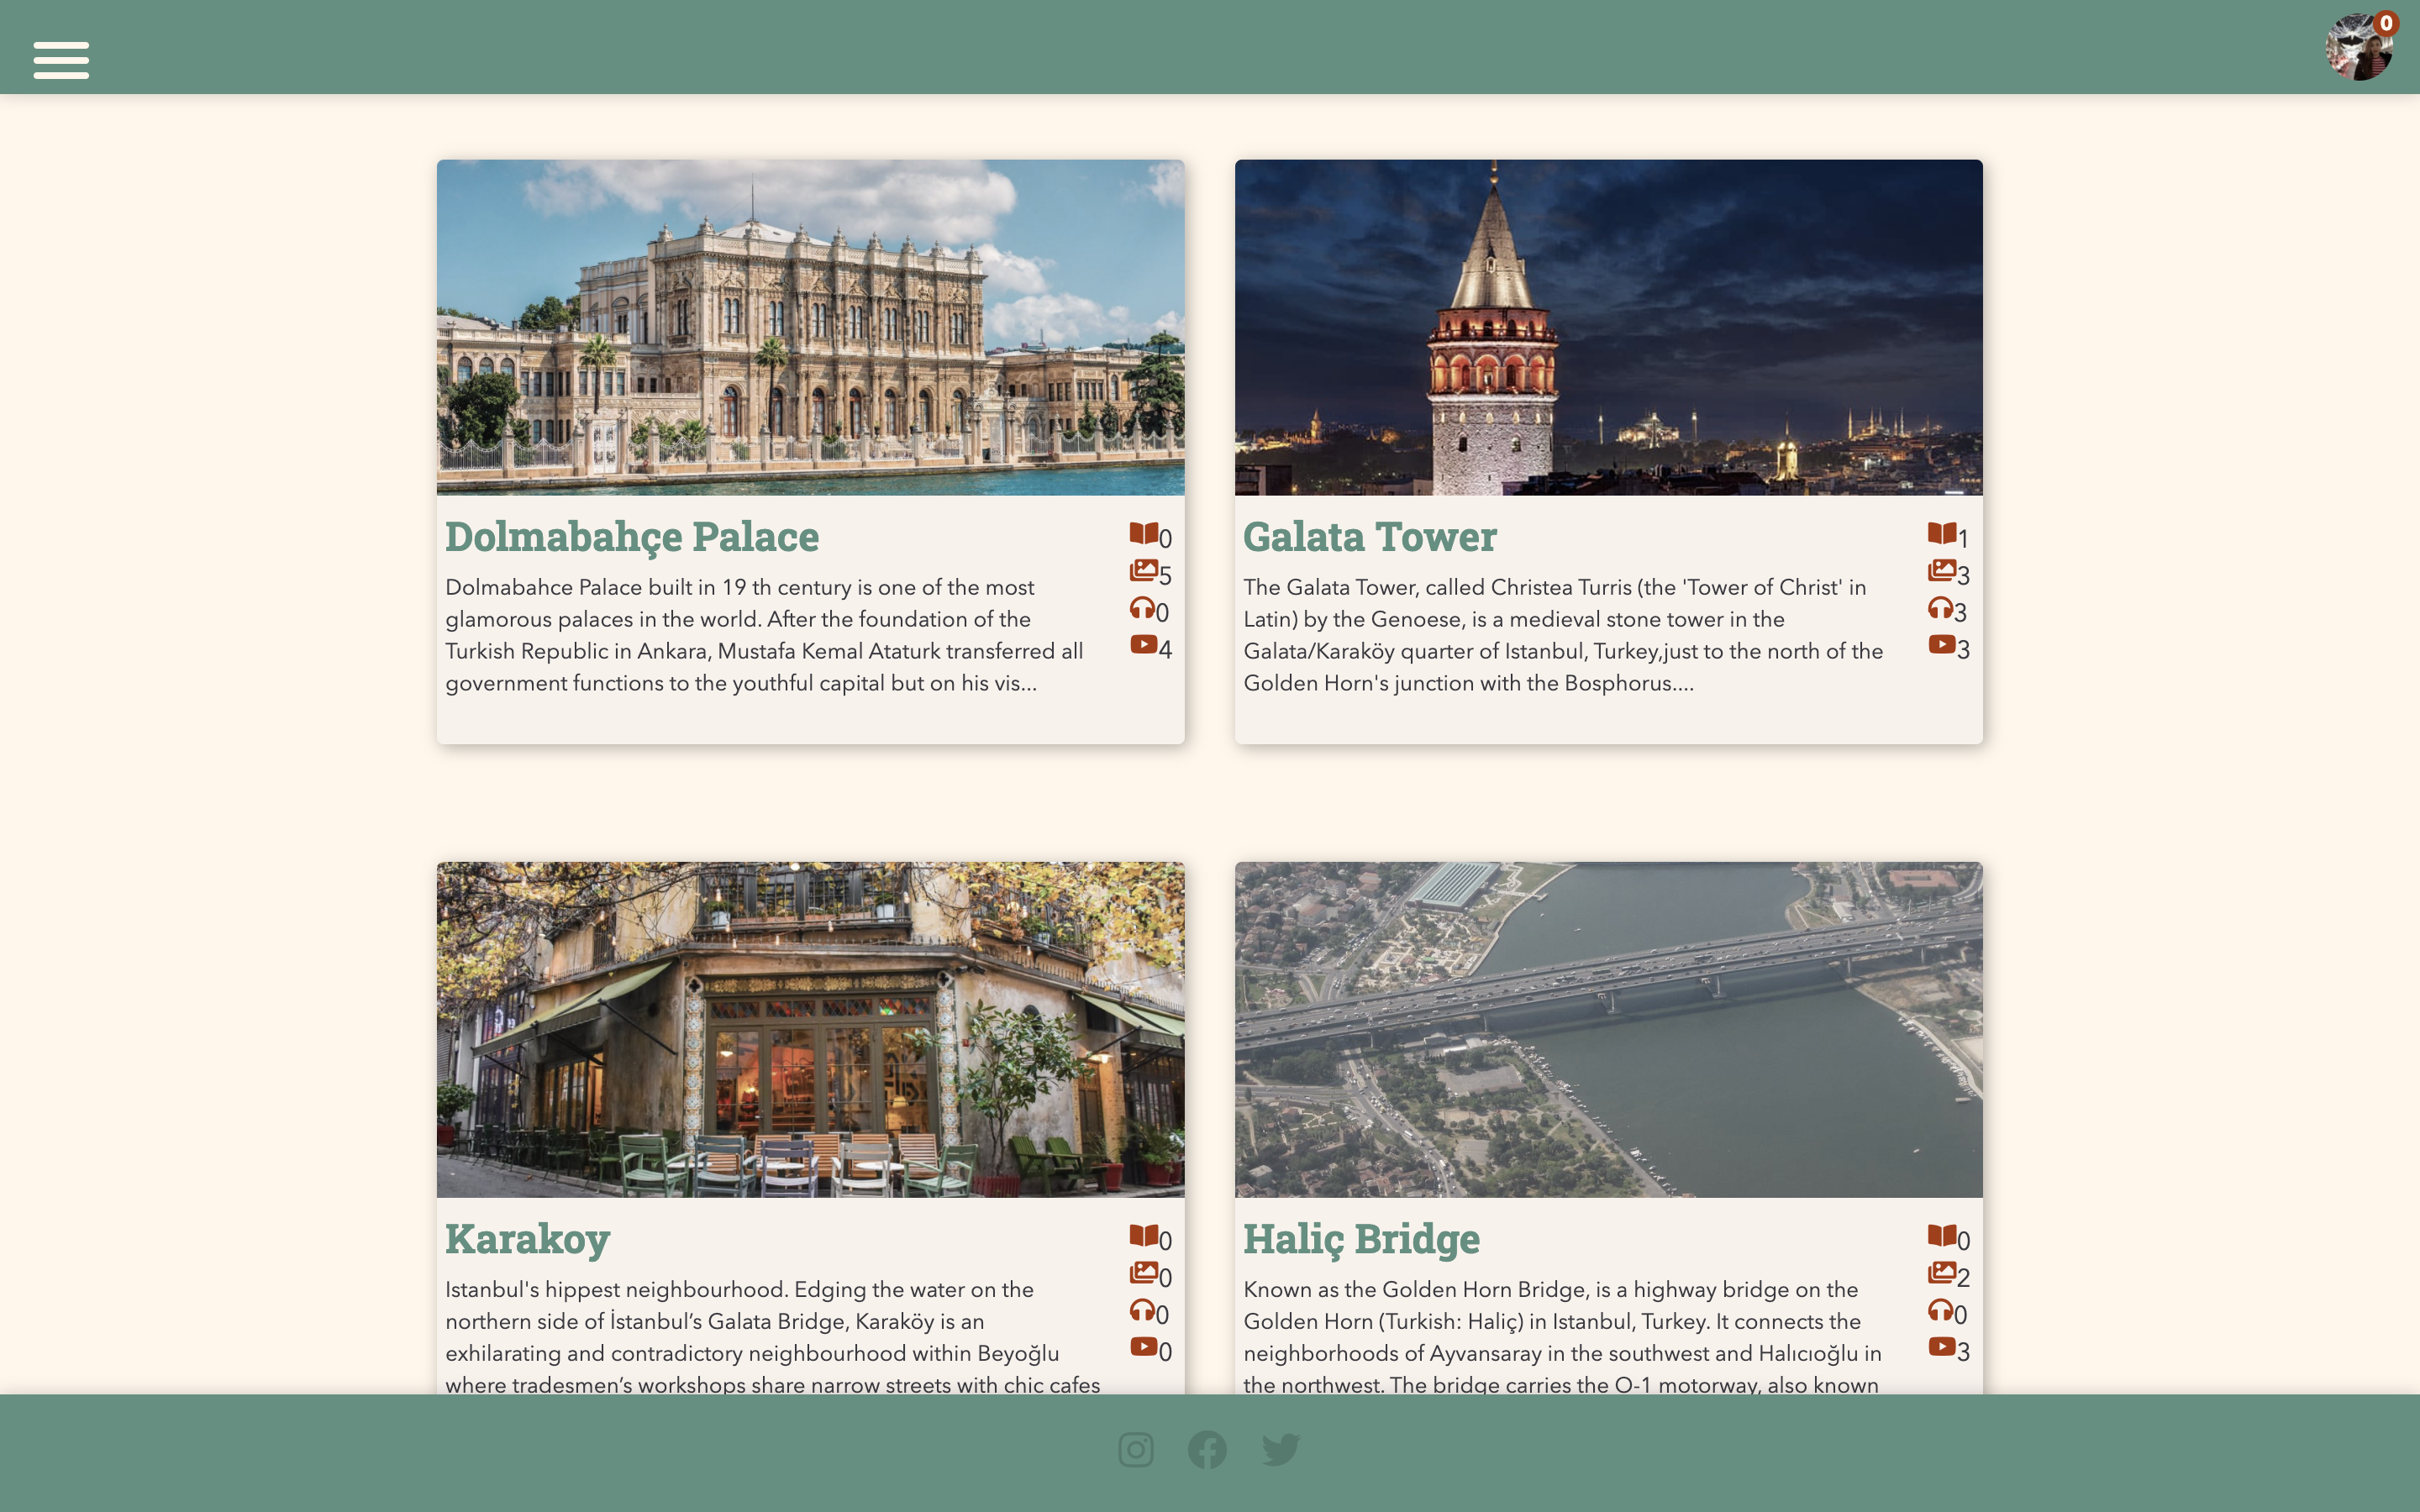 0
Dolmabahçe Palace
0
5
0
4
Dolmabahce Palace built in 19 th century is one of the most
glamorous palaces in the world. After the foundation of the
Turkish Republic in Ankara, Mustafa Kemal Ataturk transferred all
government functions to the youthful capital but on his vis...
Galata Tower
1
3
3
3
The Galata Tower, called Christea Turris (the 'Tower of Christ' in
Latin) by the Genoese, is a medieval stone tower in the
Galata/Karaköy quarter of Istanbul, Turkey,just to the north of the
Golden Horn's junction with the Bosphorus....
Karakoy
0
0
0
0
Istanbul's hippest neighbourhood. Edging the water on the
northern side of İstanbul’s Galata Bridge, Karaköy is an
exhilarating and contradictory neighbourhood within Beyoğlu
where tradesmen’s workshops share narrow streets with chic cafes
Haliç Bridge
0
2
0
3
Known as the Golden Horn Bridge, is a highway bridge on the
Golden Horn (Turkish: Haliç) in Istanbul, Turkey. It connects the
neighborhoods of Ayvansaray in the southwest and Halıcıoğlu in
the northwest. The bridge carries the O-1 motorway, also known